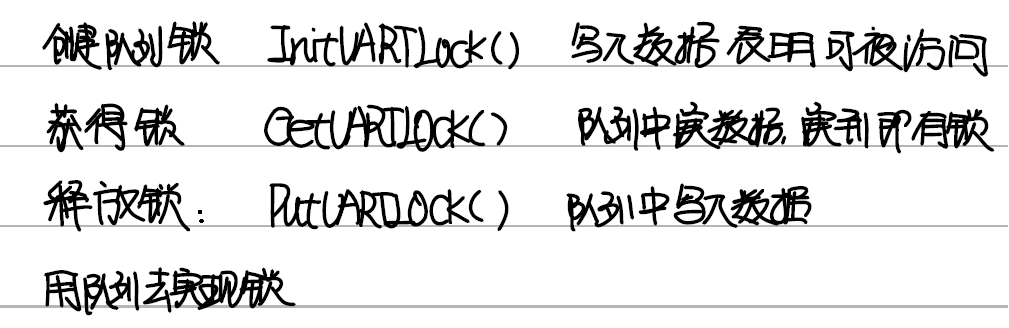 创建队列锁 InitUARTLock() 写入数据 表明可被访问
获得锁 GetUARTLOCK() 队列中读数据,读到即有锁
释放锁: PutUARTLOCK() 队列中写入数据
用队列去实现锁